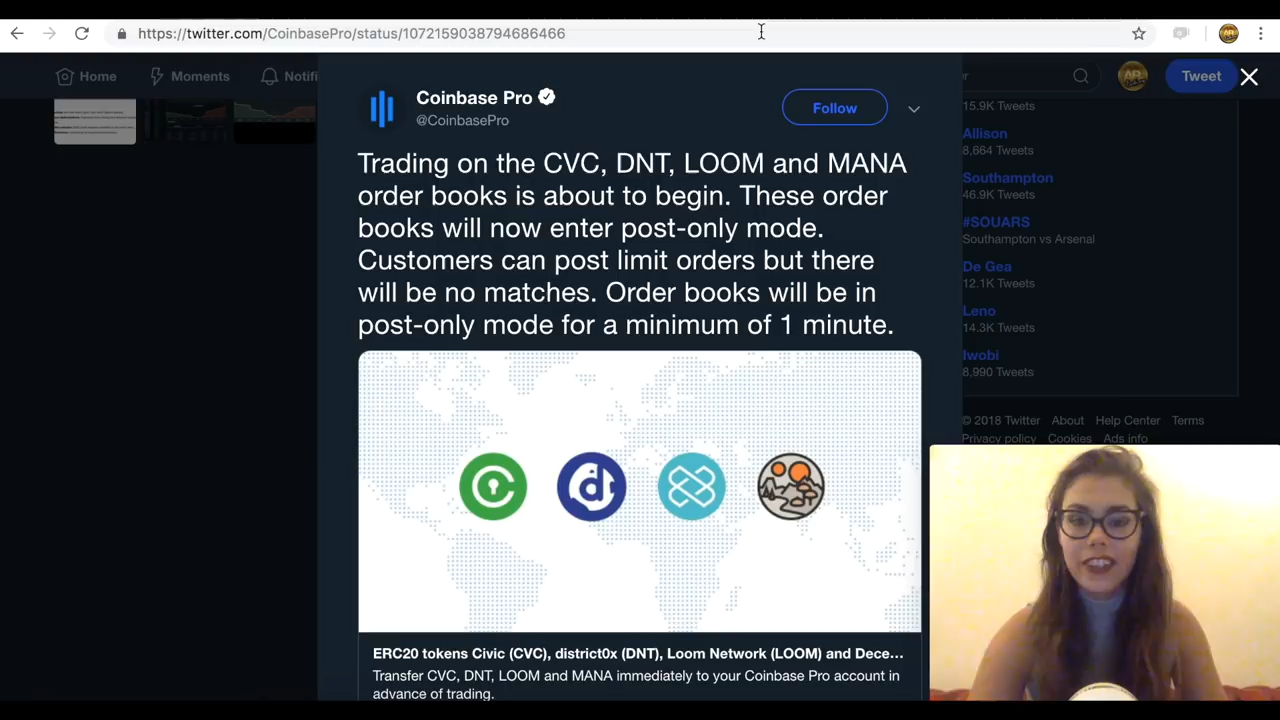 https://twitter.com/CoinbasePro/status/1072159038794686466
Home
Moments
Notifi
Tweet
Coinbase Pro
@CoinbasePro
Follow
Trading on the CVC, DNT, LOOM and MANA
order books is about to begin. These order
books will now enter post-only mode.
Customers can post limit orders but there
will be no matches. Order books will be in
post-only mode for a minimum of 1 minute.
ERC20 tokens Civic (CVC), district0x (DNT), Loom Network (LOOM) and Dece...
Transfer CVC, DNT, LOOM and MANA immediately to your Coinbase Pro account in
advance of trading.
15.9K Tweets
Allison
8,664 Tweets
Southampton
46.9K Tweets
#SOUARS
Southampton vs Arsenal
De Gea
12.1K Tweets
Leno
14.3K Tweets
Iwobi
8,990 Tweets
© 2018 Twitter About Help Center Terms
Privacy policy Cookies Ads info